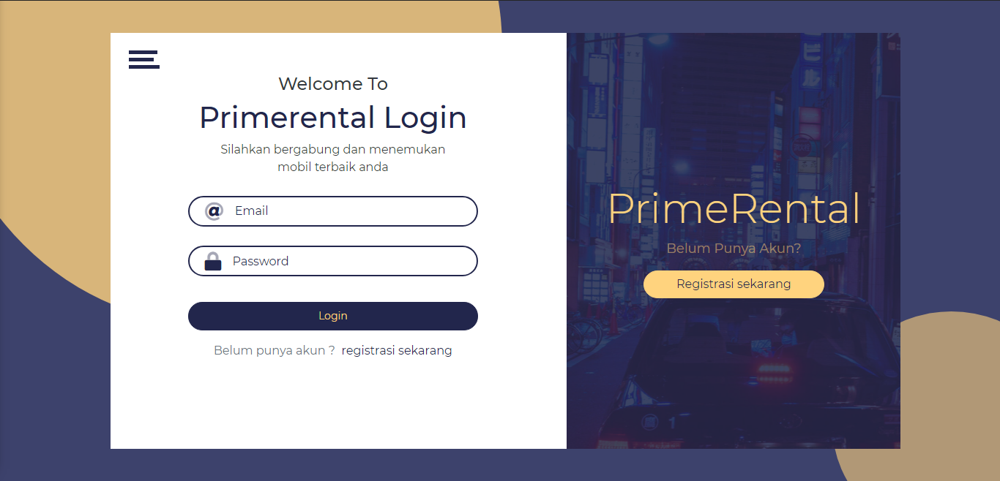 Welcome To
Primerental Login
Silahkan bergabung dan menemukan
mobil terbaik anda
Email
Password
Login
Belum punya akun ? registrasi sekarang
PrimeRental
Belum Punya Akun?
Registrasi sekarang